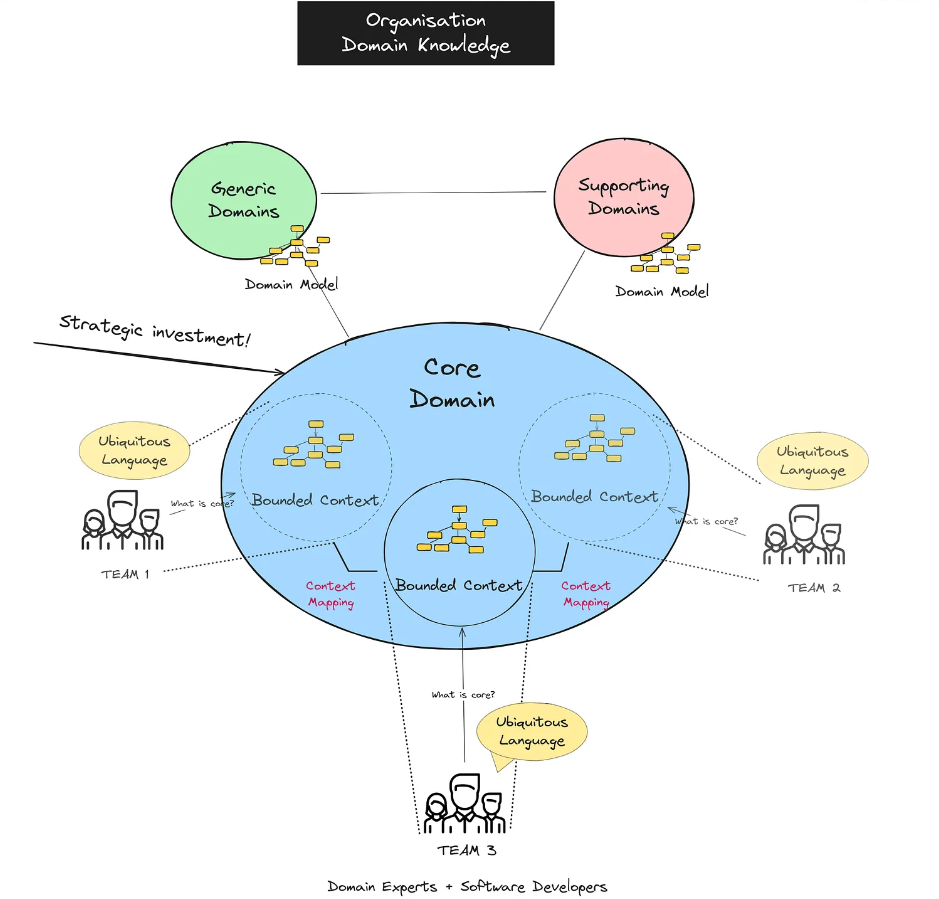 Organisation
Domain Knowledge
Generic
Domains
Supporting
Domains
Domain Model
Domain Model
Strategic investment!
Core
Domain
Ubiquitous
Language
Ubiquitous
Language
What is core?
Bounded Context
Bounded Context
What is core?
TEAM 1
Bounded Context
TEAM 2
Context
Mapping
Context
Mapping
What is core?
Ubiquitous
Language
TEAM 3
Domain Experts + Software Developers